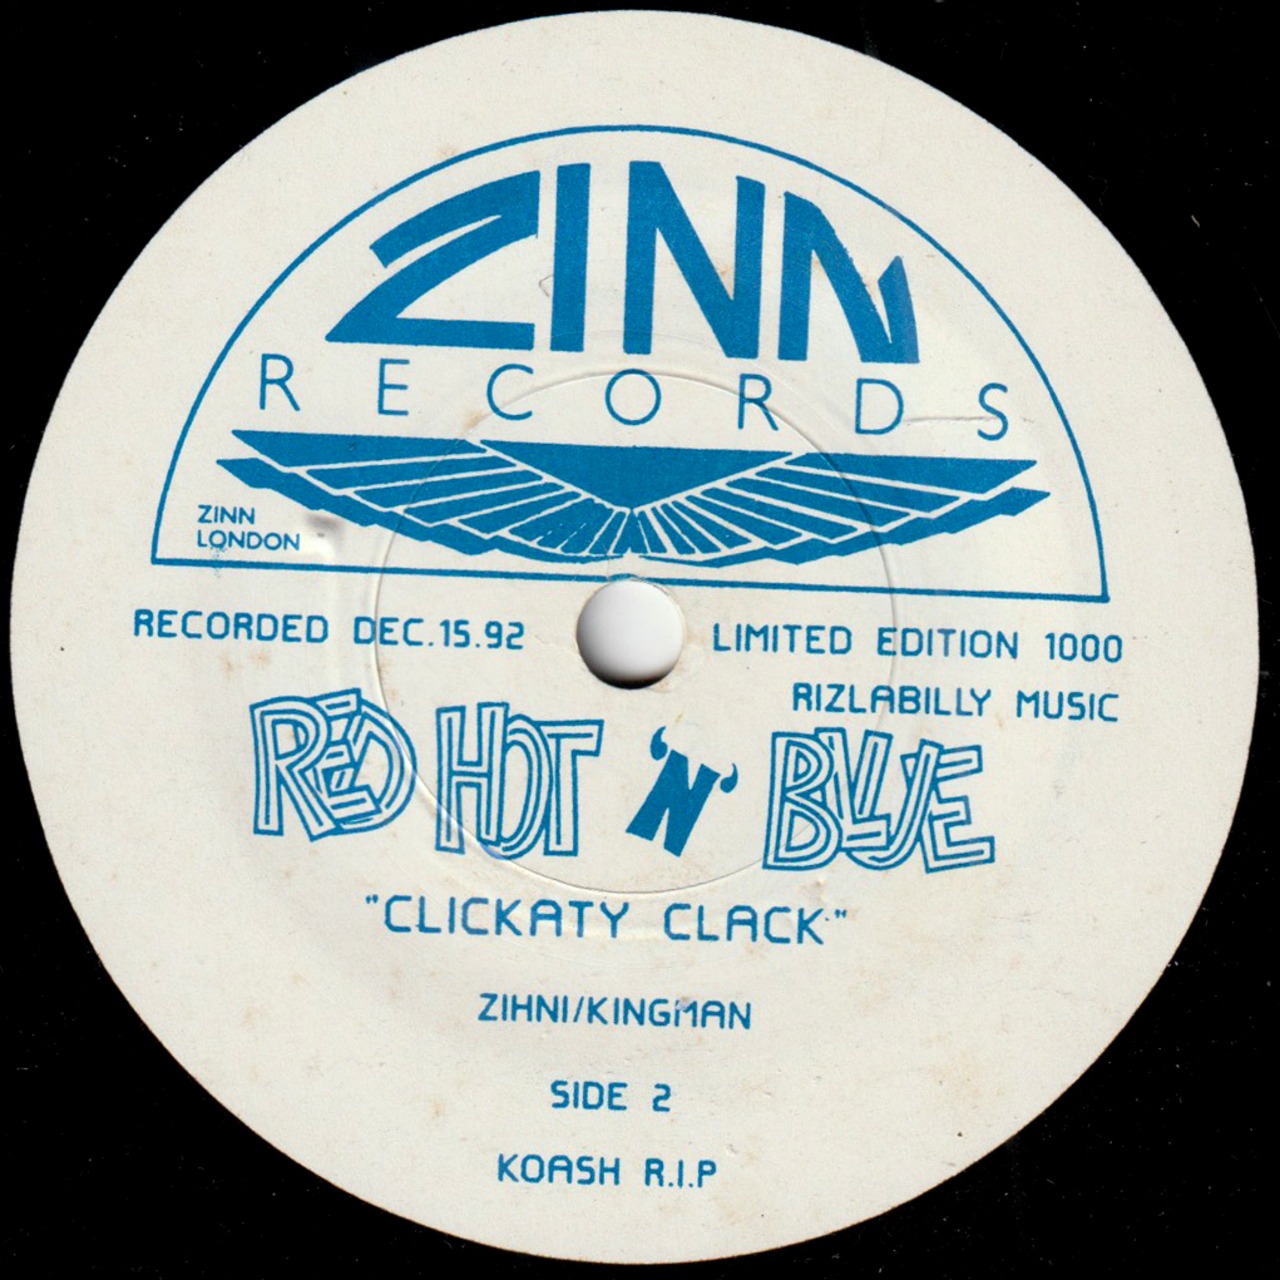 ZINN
RECORDS
ZINN
LONDON
RECORDED DEC.15.92
LIMITED EDITION 1000
RIZLABILLY MUSIC
RED HOT 'N' BLUE
"CLICKATY CLACK"
ZIHNI/KINGMAN
SIDE 2
KOASH R.I.P